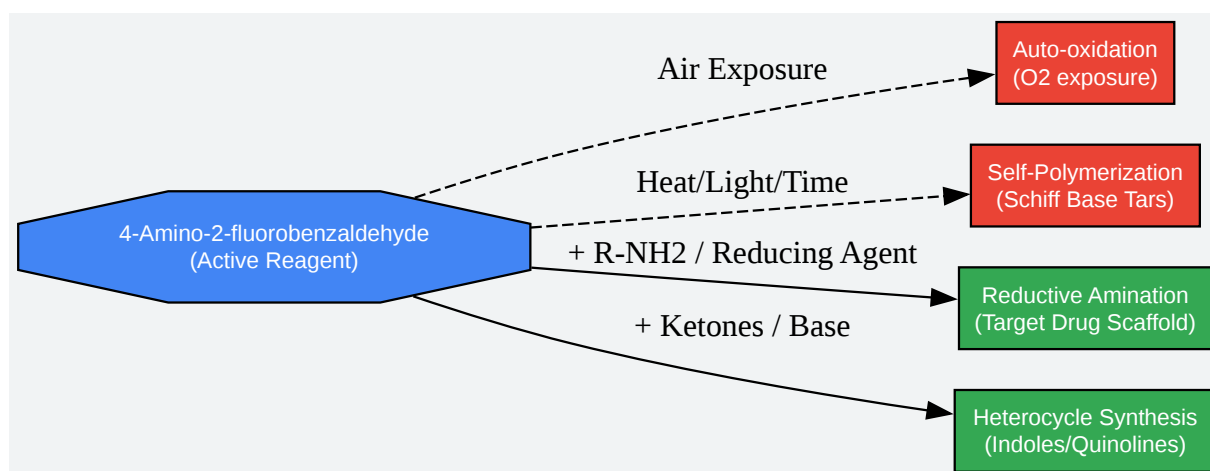 Air Exposure
Auto-oxidation
(O2 exposure)
Heat/Light/Time
Self-Polymerization
(Schiff Base Tars)
4-Amino-2-fluorobenzaldehyde
(Active Reagent)
+ R-NH2 / Reducing Agent
Reductive Amination
(Target Drug Scaffold)
+ Ketones / Base
Heterocycle Synthesis
(Indoles/Quinolines)